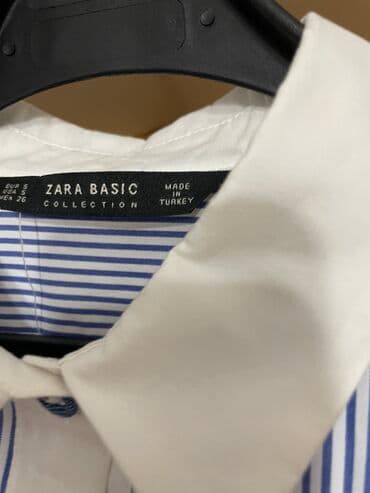 EUR S
USA S
MEX 26
ZARA BASIC
COLLECTION
MADE
IN
TURKEY